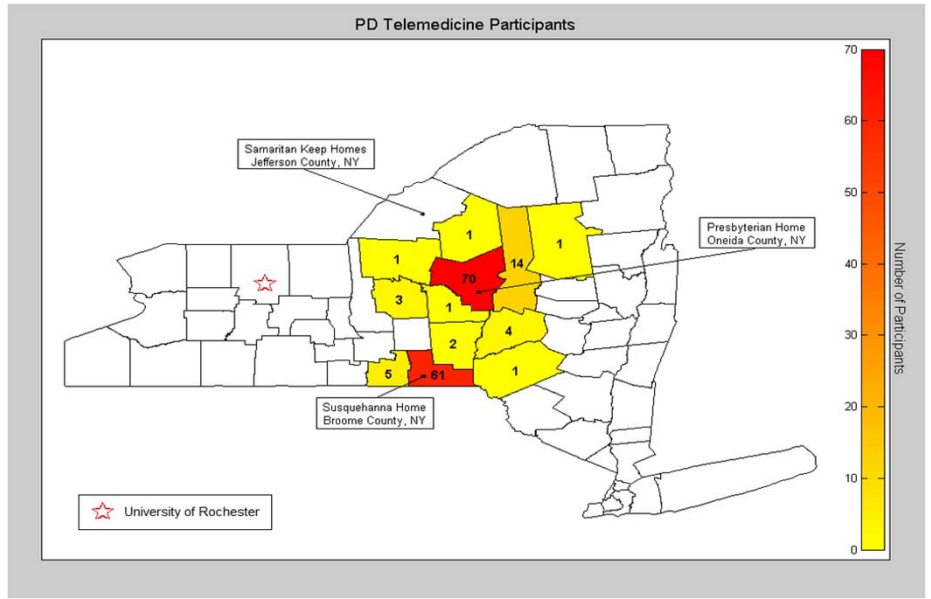 PD Telemedicine Participants
Samaritan Keep Homes
Jefferson County, NY
Presbyterian Home
Oneida County, NY
1
1
1
14
70
3
1
4
2
1
5
61
Susquehanna Home
Broome County, NY
University of Rochester
70
60
50
40
30
20
10
0
Number of Participants